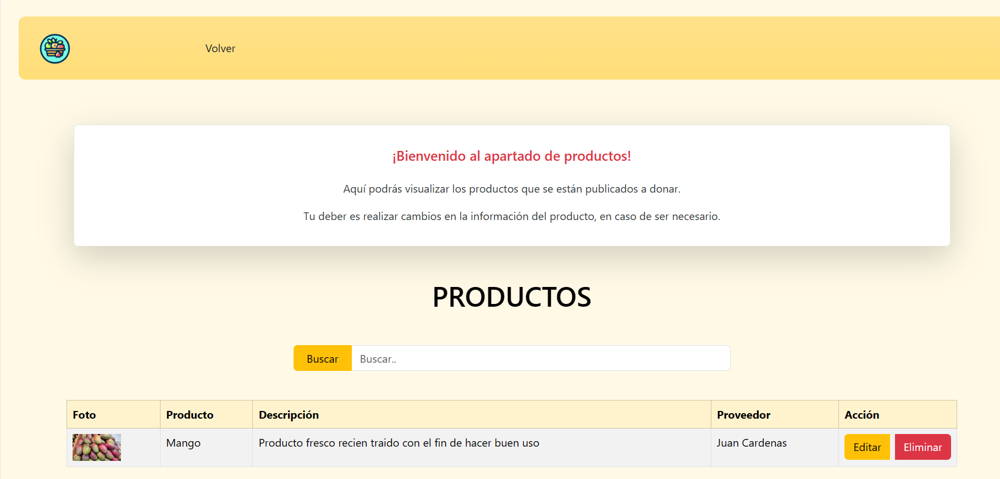 Volver
¡Bienvenido al apartado de productos!
Aquí podrás visualizar los productos que se están publicados a donar.
Tu deber es realizar cambios en la información del producto, en caso de ser necesario.
PRODUCTOS
Buscar Buscar..
Foto Producto Descripción Proveedor Acción
Mango Producto fresco recien traido con el fin de hacer buen uso Juan Cardenas Editar Eliminar